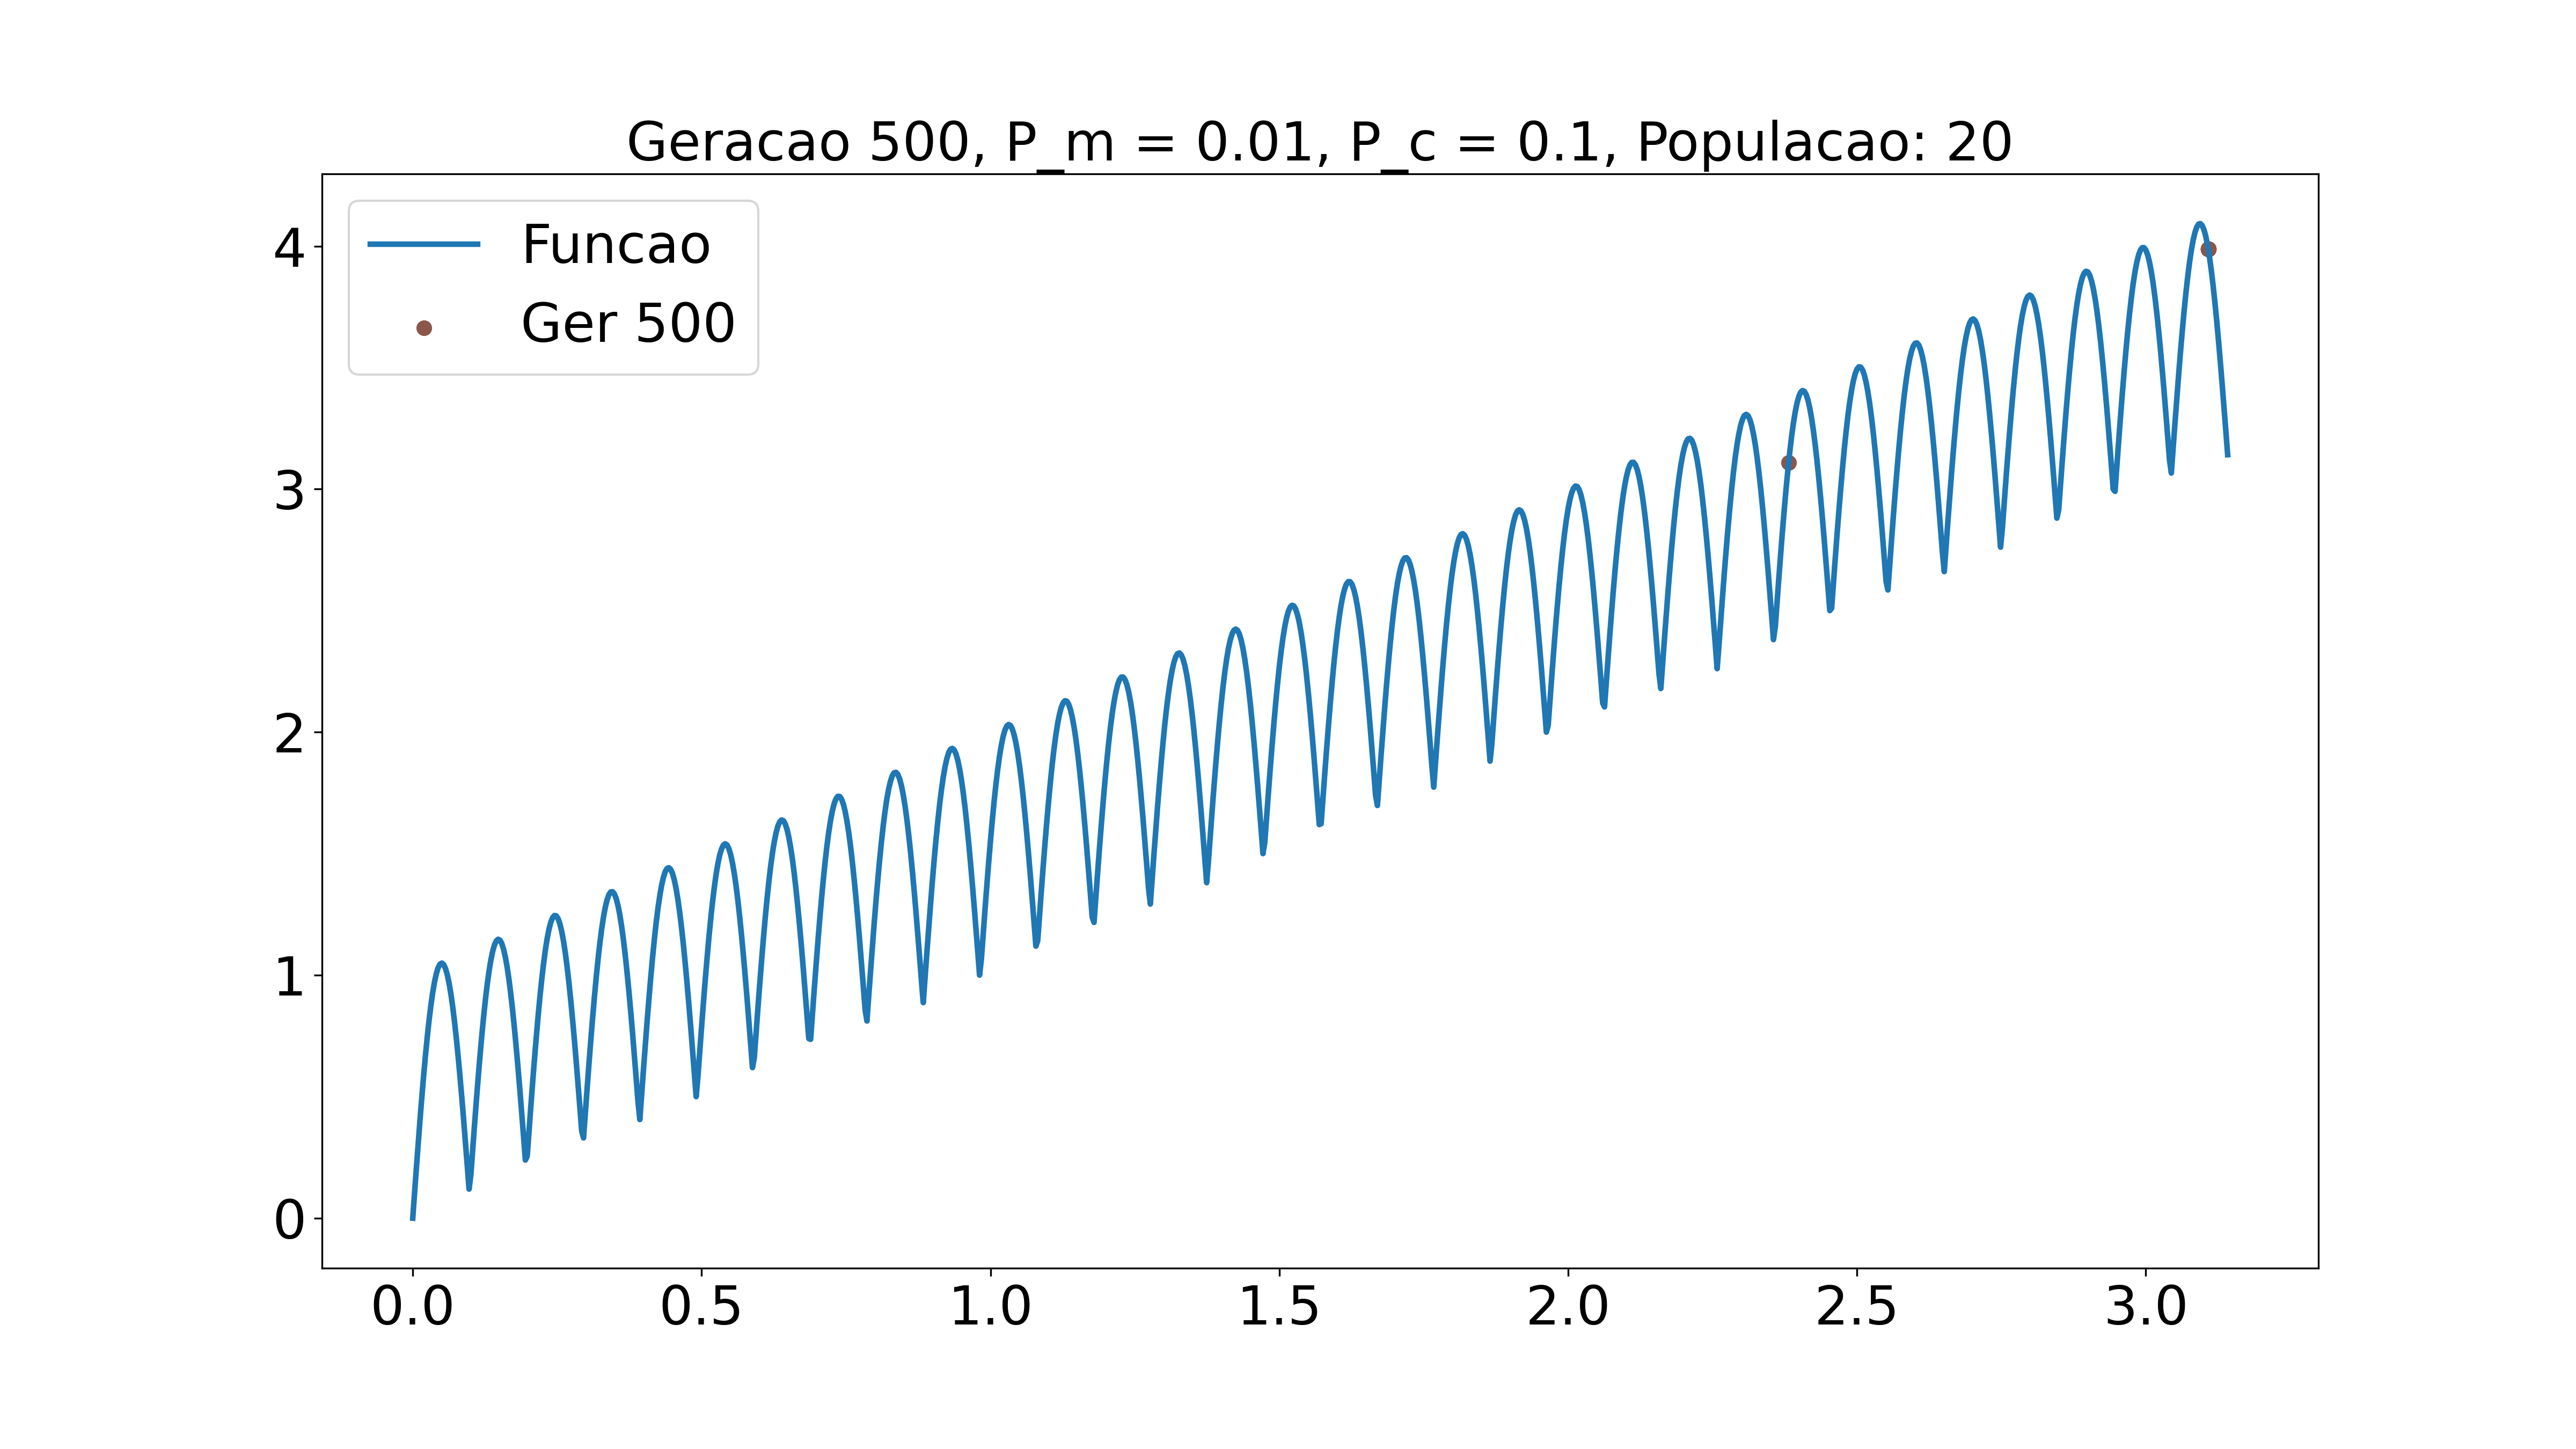 Geracao 500, P_m = 0.01, P_c = 0.1, Populacao: 20
Funcao
Ger 500
4
3
2
1
0
0.0 0.5 1.0 1.5 2.0 2.5 3.0